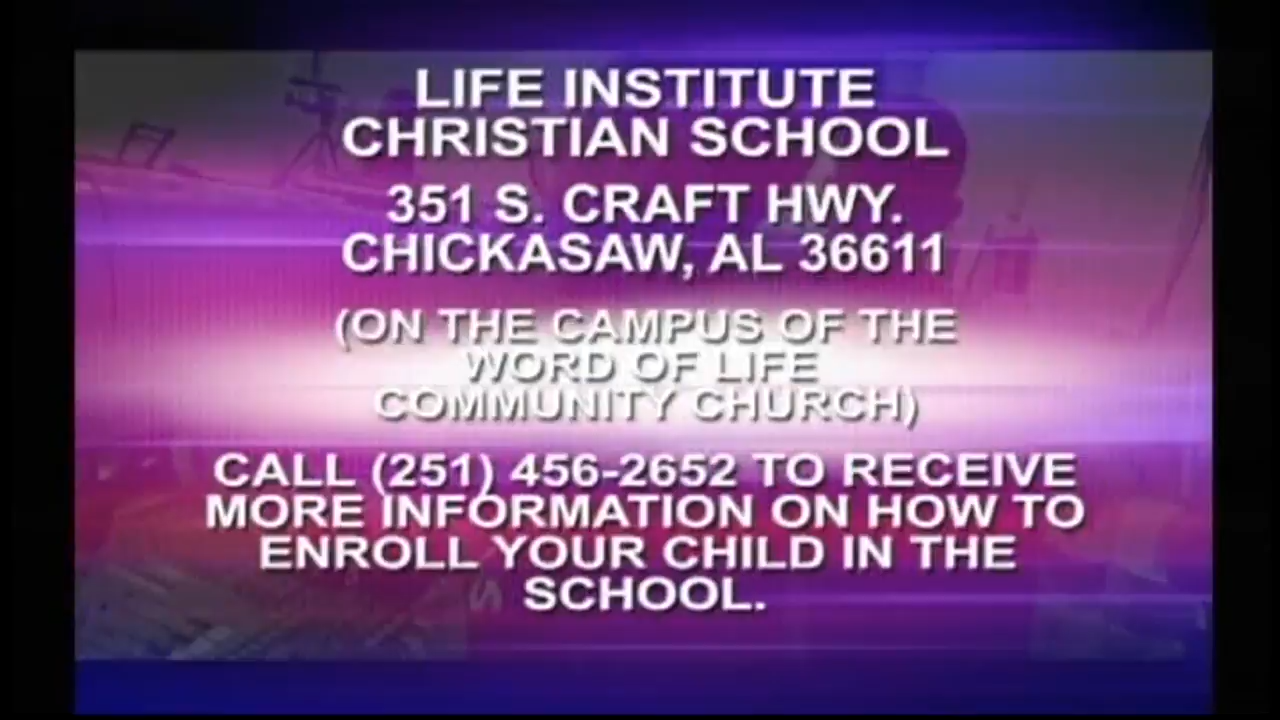 LIFE INSTITUTE
CHRISTIAN SCHOOL
351 S. CRAFT HWY.
CHICKASAW, AL 36611
(ON THE CAMPUS OF THE
WORD OF LIFE
COMMUNITY CHURCH)
CALL (251) 456-2652 TO RECEIVE
MORE INFORMATION ON HOW TO
ENROLL YOUR CHILD IN THE
SCHOOL.